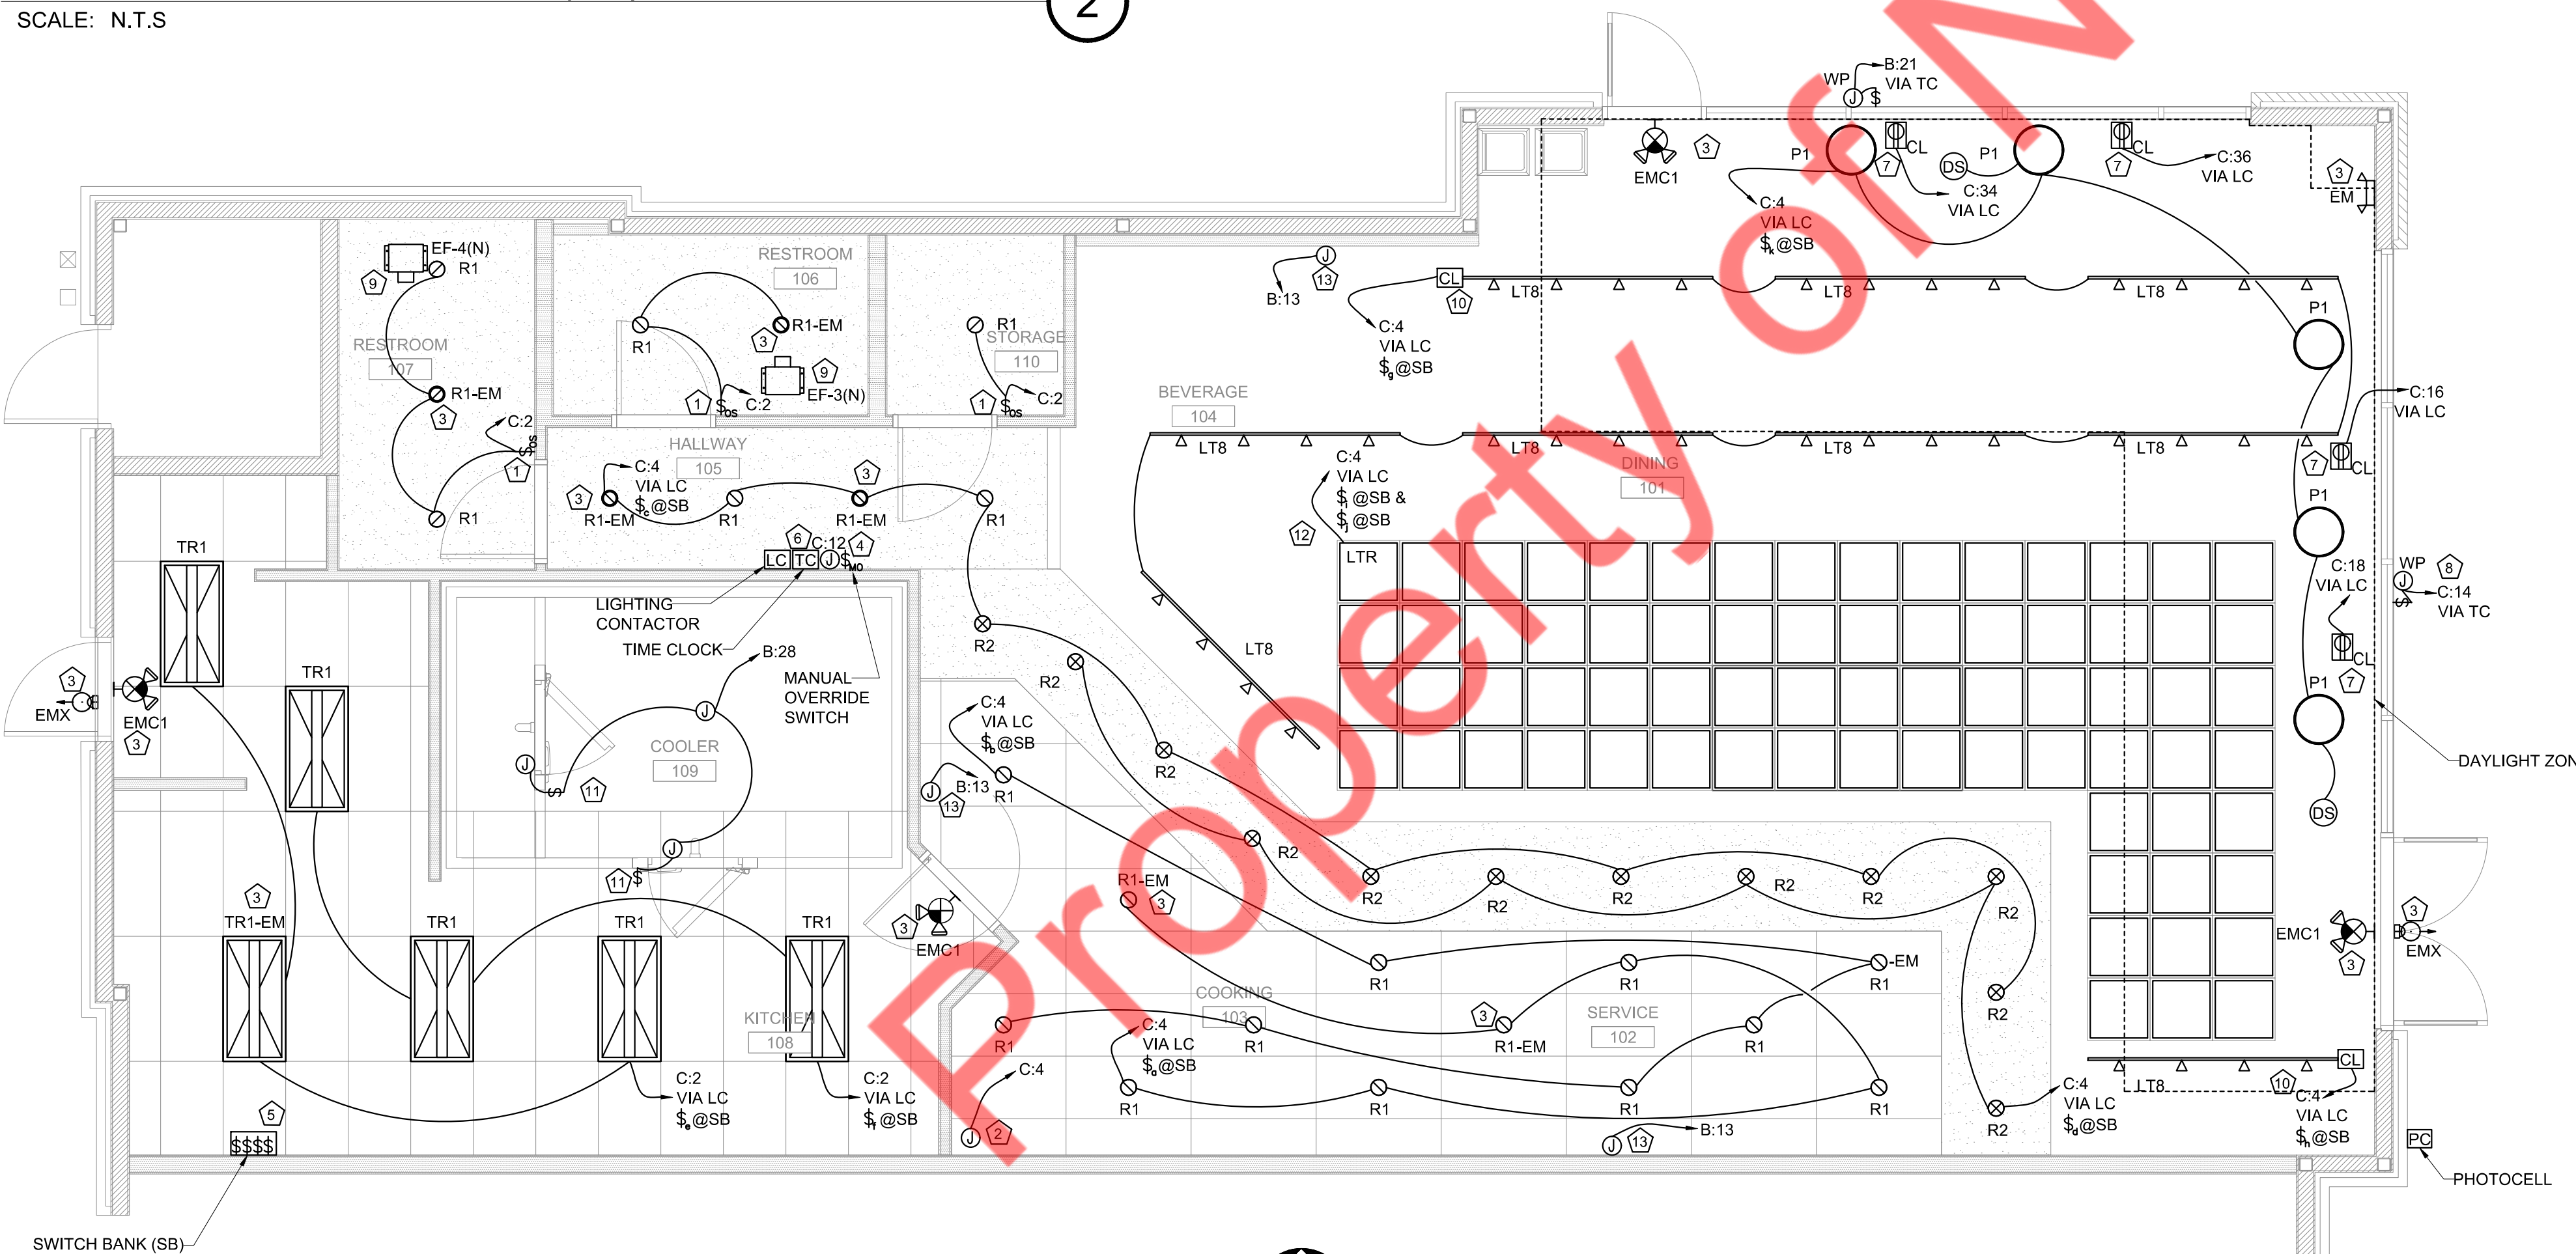 SCALE: N.T.S
2
B:21
VIA TC
WP
J
$
3
EMC1
P1
7
CL
DS
P1
7
CL
C:36
VIA LC
C:34
VIA LC
C:4
VIA LC
$k @SB
3
EM
EF-4(N)
R1
9
RESTROOM
106
R1-EM
3
R1
9
EF-3(N)
R1
STORAGE
110
RESTROOM
107
R1-EM
3
C:2
$OS
1
R1
1
$OS
C:2
1
$OS
C:2
J
13
B:13
CL
10
C:4
VIA LC
$g @SB
LT8
LT8
LT8
P1
BEVERAGE
104
C:16
VIA LC
LT8
LT8
LT8
LT8
7
CL
DINING
101
HALLWAY
105
C:4
VIA LC
$c @SB
3
R1-EM
R1
3
R1-EM
R1
6
C:12
4
LC
TC
J
$MO
C:4
VIA LC
$i @SB &
$j @SB
12
LTR
P1
C:18
VIA LC
WP
8
J
$
C:14
VIA TC
CL
7
P1
DS
DAYLIGHT ZON
TR1
TR1
LIGHTING
CONTACTOR
TIME CLOCK
B:28
MANUAL
OVERRIDE
SWITCH
R2
R2
LT8
3
EMX
EMC1
3
J
COOLER
109
J
$
11
J
11
$
C:4
VIA LC
$b @SB
J
B:13
13
R1
R2
R2
R2
R2
R2
R2
R2
R2
3
TR1-EM
TR1
TR1
TR1
3
EMC1
R1-EM
3
R1
R1
-EM
R1
EMC1
3
3
EMX
COOKING
103
SERVICE
102
KITCHEN
108
R1
R1
3
R1-EM
R1
R2
C:4
VIA LC
$a @SB
C:4
R1
R1
R1
R1
R2
C:4
VIA LC
$d @SB
LT8
CL
10
C:4
VIA LC
$h @SB
C:2
VIA LC
$e @SB
C:2
VIA LC
$f @SB
5
$$$$
J
2
J
13
B:13
PC
PHOTOCELL
SWITCH BANK (SB)
Property of N